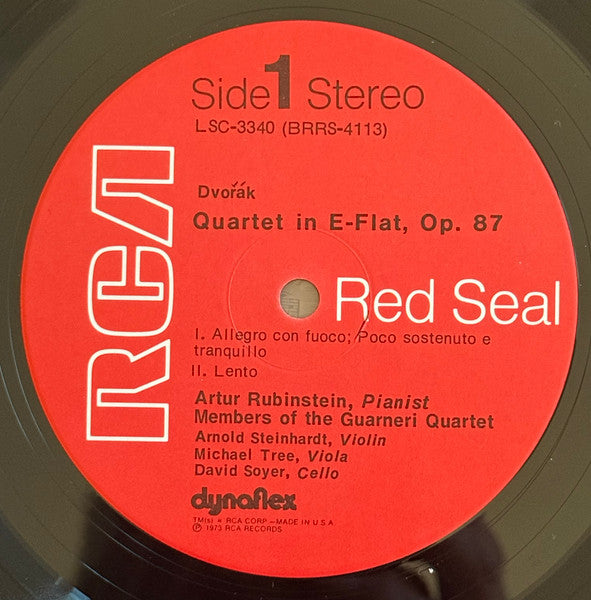 Side 1 Stereo
LSC-3340 (BRRS-4113)
RCA
Dvořák
Quartet in E-Flat, Op. 87
Red Seal
I. Allegro con fuoco; Poco sostenuto e
tranquillo
II. Lento
Artur Rubinstein, Pianist
Members of the Guarneri Quartet
Arnold Steinhardt, Violin
Michael Tree, Viola
David Soyer, Cello
dynaflex
TM(s) ® RCA CORP.—MADE IN U.S.A
℗ 1973 RCA RECORDS